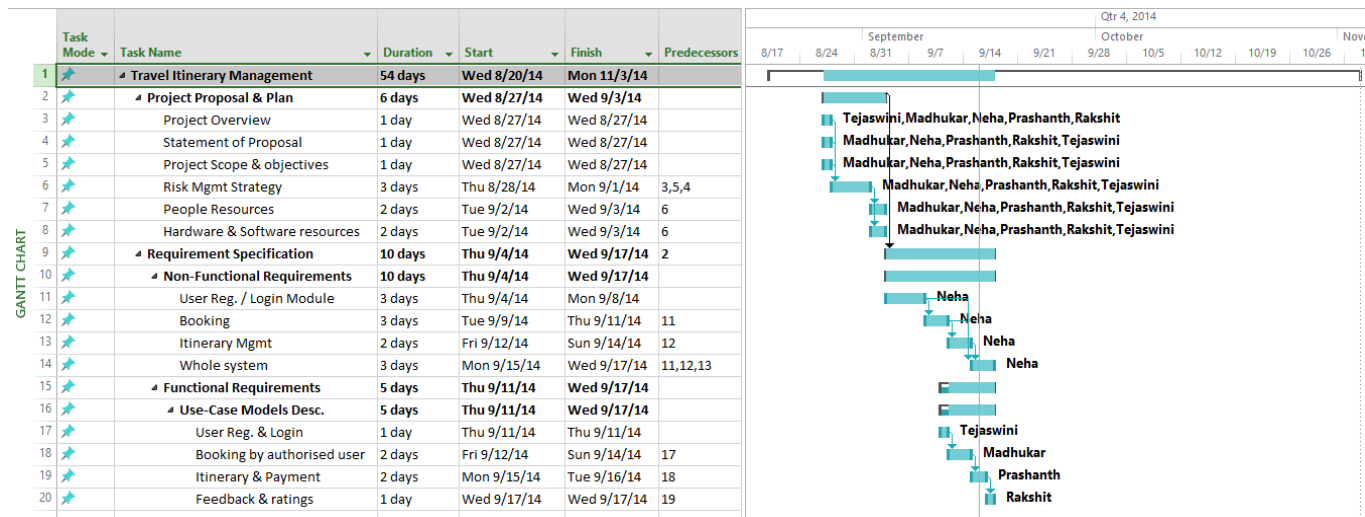 Qtr 4, 2014
September October Nov
8/17 8/24 8/31 9/7 9/14 9/21 9/28 10/5 10/12 10/19 10/26 1
Task Mode Task Name Duration Start Finish Predecessors
GANTT CHART
1 Travel Itinerary Management 54 days Wed 8/20/14 Mon 11/3/14
2 Project Proposal & Plan 6 days Wed 8/27/14 Wed 9/3/14
3 Project Overview 1 day Wed 8/27/14 Wed 8/27/14 Tejaswini,Madhukar,Neha,Prashanth,Rakshit
4 Statement of Proposal 1 day Wed 8/27/14 Wed 8/27/14 Madhukar,Neha,Prashanth,Rakshit,Tejaswini
5 Project Scope & objectives 1 day Wed 8/27/14 Wed 8/27/14 Madhukar,Neha,Prashanth,Rakshit,Tejaswini
6 Risk Mgmt Strategy 3 days Thu 8/28/14 Mon 9/1/14 3,5,4 Madhukar,Neha,Prashanth,Rakshit,Tejaswini
7 People Resources 2 days Tue 9/2/14 Wed 9/3/14 6 Madhukar,Neha,Prashanth,Rakshit,Tejaswini
8 Hardware & Software resources 2 days Tue 9/2/14 Wed 9/3/14 6 Madhukar,Neha,Prashanth,Rakshit,Tejaswini
9 Requirement Specification 10 days Thu 9/4/14 Wed 9/17/14 2
10 Non-Functional Requirements 10 days Thu 9/4/14 Wed 9/17/14
11 User Reg. / Login Module 3 days Thu 9/4/14 Mon 9/8/14 Neha
12 Booking 3 days Tue 9/9/14 Thu 9/11/14 11 Neha
13 Itinerary Mgmt 2 days Fri 9/12/14 Sun 9/14/14 12 Neha
14 Whole system 3 days Mon 9/15/14 Wed 9/17/14 11,12,13 Neha
15 Functional Requirements 5 days Thu 9/11/14 Wed 9/17/14
16 Use-Case Models Desc. 5 days Thu 9/11/14 Wed 9/17/14
17 User Reg. & Login 1 day Thu 9/11/14 Thu 9/11/14 Tejaswini
18 Booking by authorised user 2 days Fri 9/12/14 Sun 9/14/14 17 Madhukar
19 Itinerary & Payment 2 days Mon 9/15/14 Tue 9/16/14 18 Prashanth
20 Feedback & ratings 1 day Wed 9/17/14 Wed 9/17/14 19 Rakshit